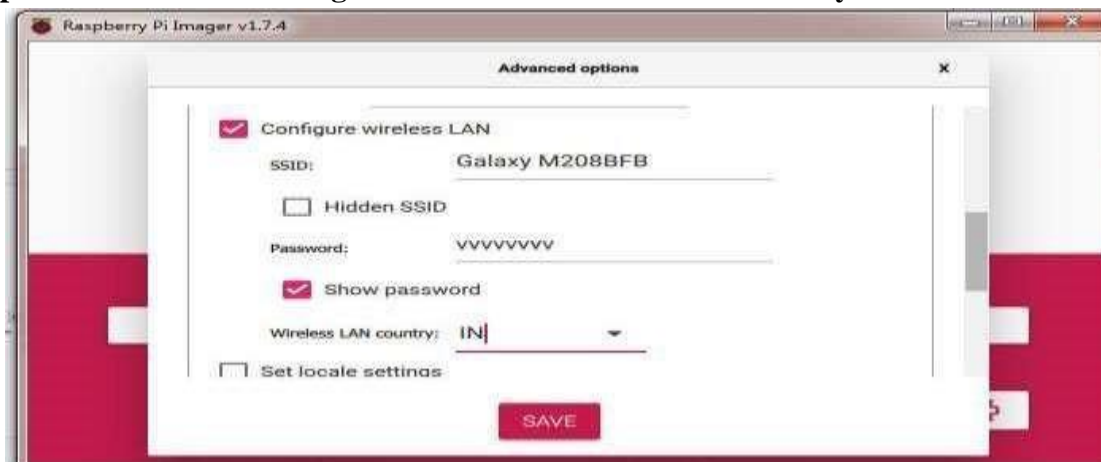 Raspberry Pi Imager v1.7.4
Advanced options
Configure wireless LAN
SSID: Galaxy M208BFB
Hidden SSID
Password: vvvvvvvv
Show password
Wireless LAN country: IN
Set locale settings
SAVE